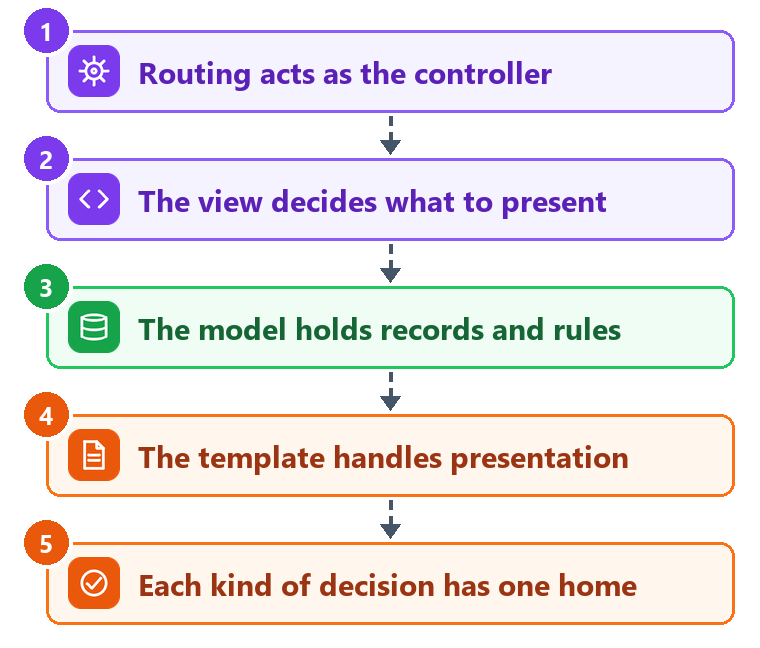 1
Routing acts as the controller
2
The view decides what to present
3
The model holds records and rules
4
The template handles presentation
5
Each kind of decision has one home